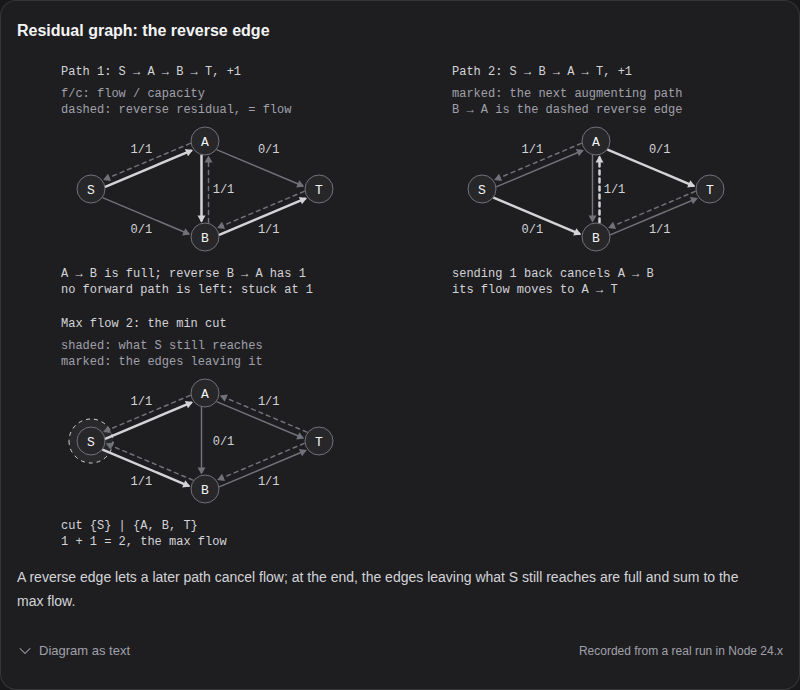 Residual graph: the reverse edge
Path 1: S → A → B → T, +1
f/c: flow / capacity
dashed: reverse residual, = flow
A
1/1
0/1
S
1/1
T
0/1
1/1
B
A → B is full; reverse B → A has 1
no forward path is left: stuck at 1
Path 2: S → B → A → T, +1
marked: the next augmenting path
B → A is the dashed reverse edge
A
1/1
0/1
S
1/1
T
0/1
1/1
B
sending 1 back cancels A → B
its flow moves to A → T
Max flow 2: the min cut
shaded: what S still reaches
marked: the edges leaving it
A
1/1
1/1
S
0/1
T
1/1
1/1
B
cut {S} | {A, B, T}
1 + 1 = 2, the max flow
A reverse edge lets a later path cancel flow; at the end, the edges leaving what S still reaches are full and sum to the
max flow.
Diagram as text
Recorded from a real run in Node 24.x